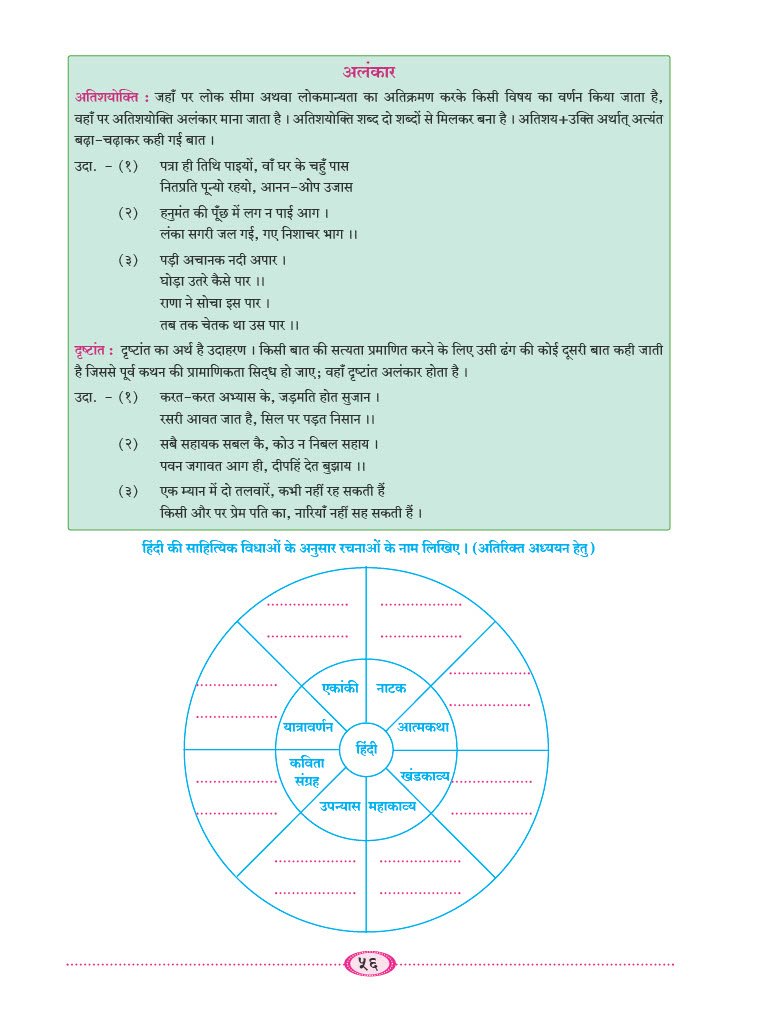 अलंकार
अतिशयोक्ति : जहाँ पर लोक सीमा अथवा लोकमान्यता का अतिक्रमण करके किसी विषय का वर्णन किया जाता है,
वहाँ पर अतिशयोक्ति अलंकार माना जाता है । अतिशयोक्ति शब्द दो शब्दों से मिलकर बना है । अतिशय+उक्ति अर्थात् अत्यंत
बढ़ा-चढ़ाकर कही गई बात ।
उदा. - (१) पत्रा ही तिथि पाइयों, वाँ घर के चहुँ पास
नितप्रति पून्यो रहयो, आनन-ओप उजास
(२) हनुमंत की पूँछ में लग न पाई आग ।
लंका सगरी जल गई, गए निशाचर भाग ।।
(३) पड़ी अचानक नदी अपार ।
घोड़ा उतरे कैसे पार ।।
राणा ने सोचा इस पार ।
तब तक चेतक था उस पार ।।
दृष्टांत : दृष्टांत का अर्थ है उदाहरण । किसी बात की सत्यता प्रमाणित करने के लिए उसी ढंग की कोई दूसरी बात कही जाती
है जिससे पूर्व कथन की प्रामाणिकता सिद्ध हो जाए; वहाँ दृष्टांत अलंकार होता है ।
उदा. - (१) करत-करत अभ्यास के, जड़मति होत सुजान ।
रसरी आवत जात है, सिल पर पड़त निसान ।।
(२) सबै सहायक सबल कै, कोउ न निबल सहाय ।
पवन जगावत आग ही, दीपहिं देत बुझाय ।।
(३) एक म्यान में दो तलवारें, कभी नहीं रह सकती हैं
किसी और पर प्रेम पति का, नारियाँ नहीं सह सकती हैं ।
हिंदी की साहित्यिक विधाओं के अनुसार रचनाओं के नाम लिखिए । (अतिरिक्त अध्ययन हेतु)
एकांकी नाटक
यात्रावर्णन आत्मकथा
हिंदी
कविता
संग्रह
खंडकाव्य
उपन्यास महाकाव्य
५६